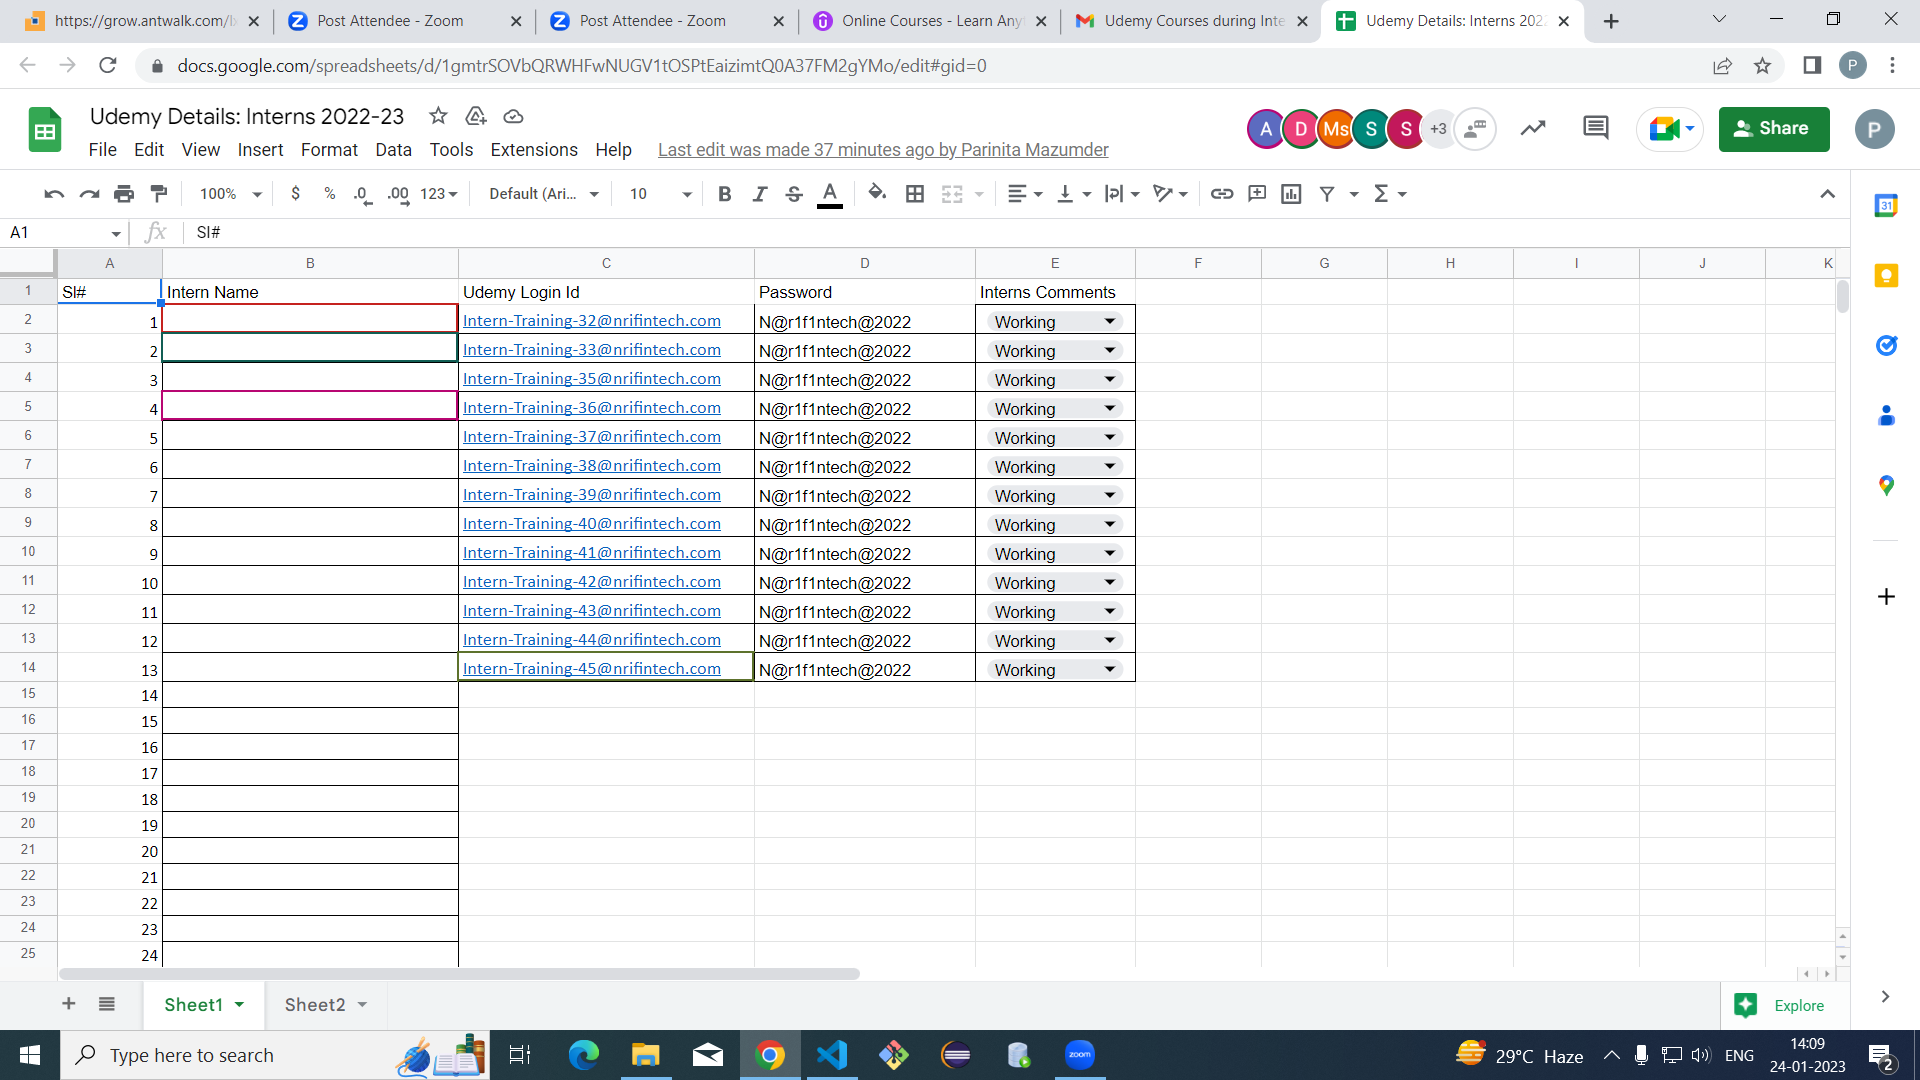 https://grow.antwalk.com/lx
Post Attendee - Zoom
Post Attendee - Zoom
Online Courses - Learn Any
Udemy Courses during Inte
Udemy Details: Interns 202
docs.google.com/spreadsheets/d/1gmtrSOVbQRWHFwNUGV1tOSPtEaizimtQ0A37FM2gYMo/edit#gid=0
P
Udemy Details: Interns 2022-23
A D Ms S S +3
Share
P
File Edit View Insert Format Data Tools Extensions Help
Last edit was made 37 minutes ago by Parinita Mazumder
100% $ % .0 .00 123 Default (Ari... 10 B I S A
A1 fx Sl#
A B C D E F G H I J K
1 Sl# Intern Name Udemy Login Id Password Interns Comments
2 1 Intern-Training-32@nrifintech.com N@r1f1ntech@2022 Working
3 2 Intern-Training-33@nrifintech.com N@r1f1ntech@2022 Working
4 3 Intern-Training-35@nrifintech.com N@r1f1ntech@2022 Working
5 4 Intern-Training-36@nrifintech.com N@r1f1ntech@2022 Working
6 5 Intern-Training-37@nrifintech.com N@r1f1ntech@2022 Working
7 6 Intern-Training-38@nrifintech.com N@r1f1ntech@2022 Working
8 7 Intern-Training-39@nrifintech.com N@r1f1ntech@2022 Working
9 8 Intern-Training-40@nrifintech.com N@r1f1ntech@2022 Working
10 9 Intern-Training-41@nrifintech.com N@r1f1ntech@2022 Working
11 10 Intern-Training-42@nrifintech.com N@r1f1ntech@2022 Working
12 11 Intern-Training-43@nrifintech.com N@r1f1ntech@2022 Working
13 12 Intern-Training-44@nrifintech.com N@r1f1ntech@2022 Working
14 13 Intern-Training-45@nrifintech.com N@r1f1ntech@2022 Working
15 14
16 15
17 16
18 17
19 18
20 19
21 20
22 21
23 22
24 23
25 24
Sheet1 Sheet2
Explore
Type here to search
zoom
29°C Haze
ENG
14:09
24-01-2023
2
31